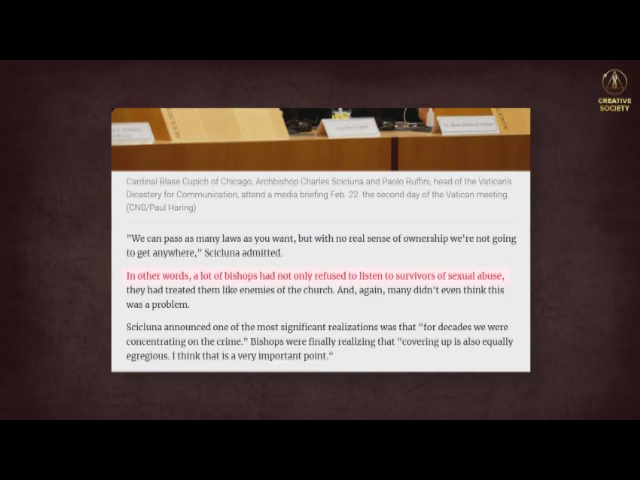 CREATIVE
SOCIETY
Cardinal Blase Cupich of Chicago, Archbishop Charles Scicluna and Paolo Ruffini, head of the Vatican's
Dicastery for Communication, attend a media briefing Feb. 22. the second day of the Vatican meeting.
(CNS/Paul Haring)
"We can pass as many laws as you want, but with no real sense of ownership we're not going
to get anywhere," Scicluna admitted.
In other words, a lot of bishops had not only refused to listen to survivors of sexual abuse,
they had treated them like enemies of the church. And, again, many didn't even think this
was a problem.
Scicluna announced one of the most significant realizations was that "for decades we were
concentrating on the crime." Bishops were finally realizing that "covering up is also equally
egregious. I think that is a very important point."